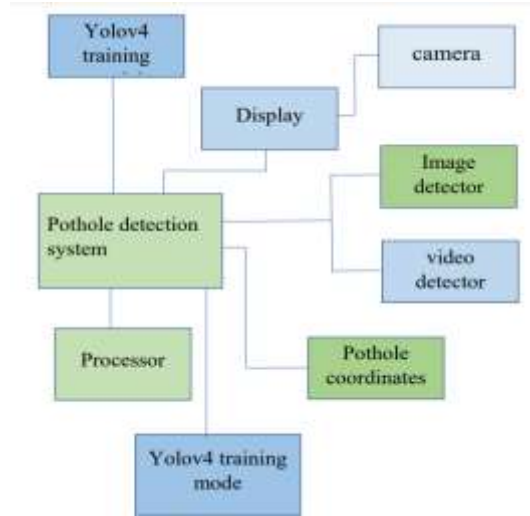 Yolov4
training
camera
Display
Image
detector
Pothole detection
system
video
detector
Processor
Pothole
coordinates
Yolov4 training
mode